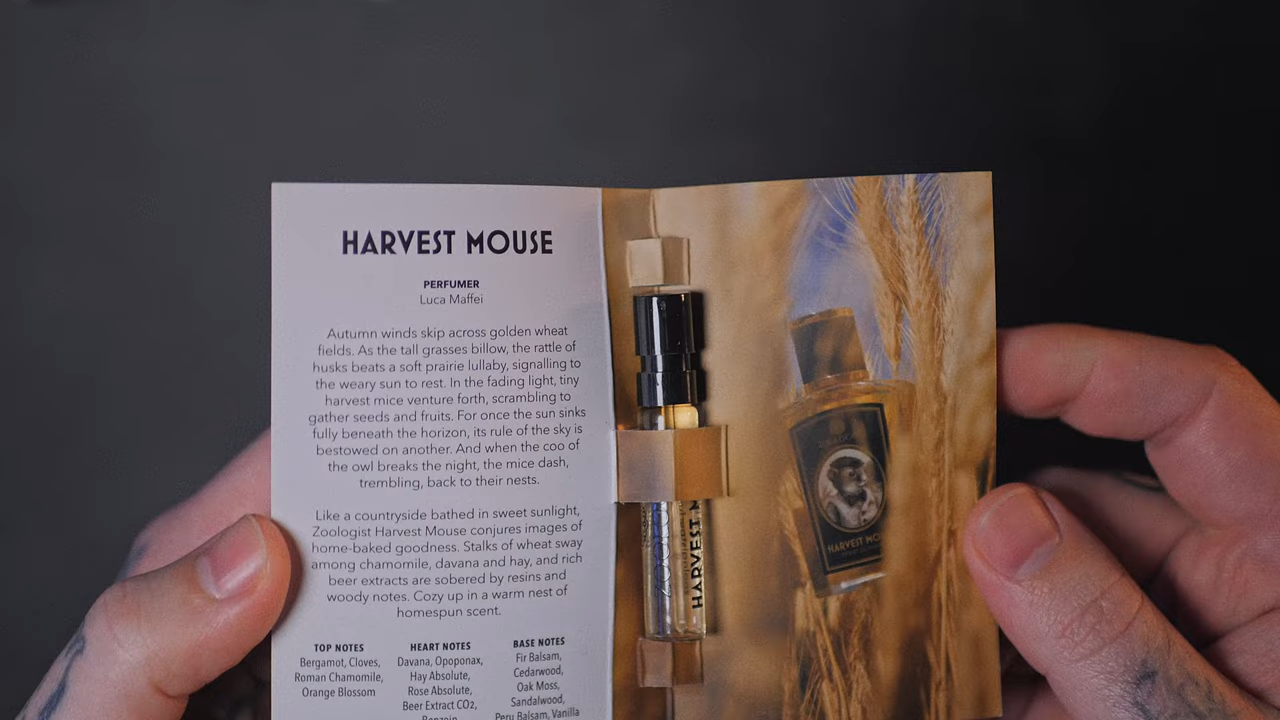 HARVEST MOUSE
PERFUMER
Luca Maffei
Autumn winds skip across golden wheat
fields. As the tall grasses billow, the rattle of
husks beats a soft prairie lullaby, signalling to
the weary sun to rest. In the fading light, tiny
harvest mice venture forth, scrambling to
gather seeds and fruits. For once the sun sinks
fully beneath the horizon, its rule of the sky is
bestowed on another. And when the coo of
the owl breaks the night, the mice dash,
trembling, back to their nests.
Like a countryside bathed in sweet sunlight,
Zoologist Harvest Mouse conjures images of
home-baked goodness. Stalks of wheat sway
among chamomile, davana and hay, and rich
beer extracts are sobered by resins and
woody notes. Cozy up in a warm nest of
homespun scent.
TOP NOTES
Bergamot, Cloves,
Roman Chamomile,
Orange Blossom
HEART NOTES
Davana, Opoponax,
Hay Absolute,
Rose Absolute,
Beer Extract CO2,
Benzoin
BASE NOTES
Fir Balsam,
Cedarwood,
Oak Moss,
Sandalwood,
Peru Balsam, Vanilla
HARVEST M
HARVEST MO